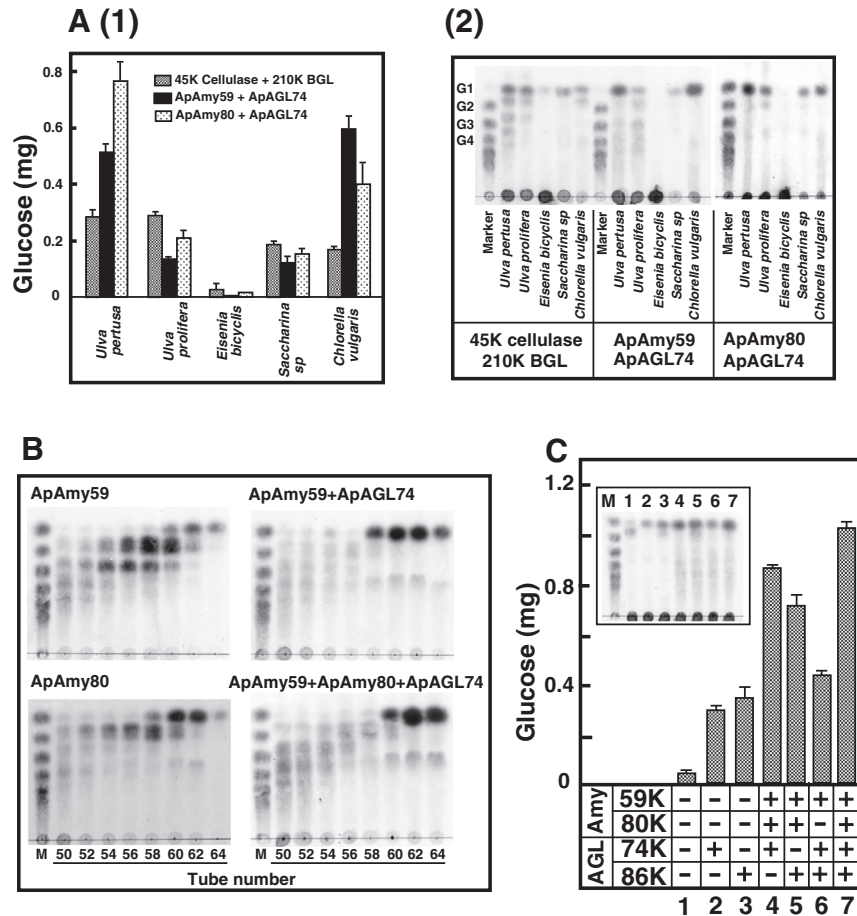 A (1)
0.8
0.6
0.4
0.2
0
Glucose (mg)
45K Cellulase + 210K BGL
ApAmy59 + ApAGL74
ApAmy80 + ApAGL74
Ulva pertusa
Ulva prolifera
Eisenia bicyclis
Saccharina sp
Chlorella vulgaris
(2)
G1
G2
G3
G4
Marker
Ulva pertusa
Ulva prolifera
Eisenia bicyclis
Saccharina sp
Chlorella vulgaris
Marker
Ulva pertusa
Ulva prolifera
Eisenia bicyclis
Saccharina sp
Chlorella vulgaris
Marker
Ulva pertusa
Ulva prolifera
Eisenia bicyclis
Saccharina sp
Chlorella vulgaris
45K cellulase
210K BGL
ApAmy59
ApAGL74
ApAmy80
ApAGL74
B
ApAmy59
ApAmy59+ApAGL74
ApAmy80
ApAmy59+ApAmy80+ApAGL74
M 50 52 54 56 58 60 62 64
M 50 52 54 56 58 60 62 64
Tube number
C
1.2
0.8
0.4
0
Glucose (mg)
M 1 2 3 4 5 6 7
Amy
59K - - - + + + +
80K - - - + + - +
AGL
74K - + - + - + +
86K - - + - + + +
1 2 3 4 5 6 7